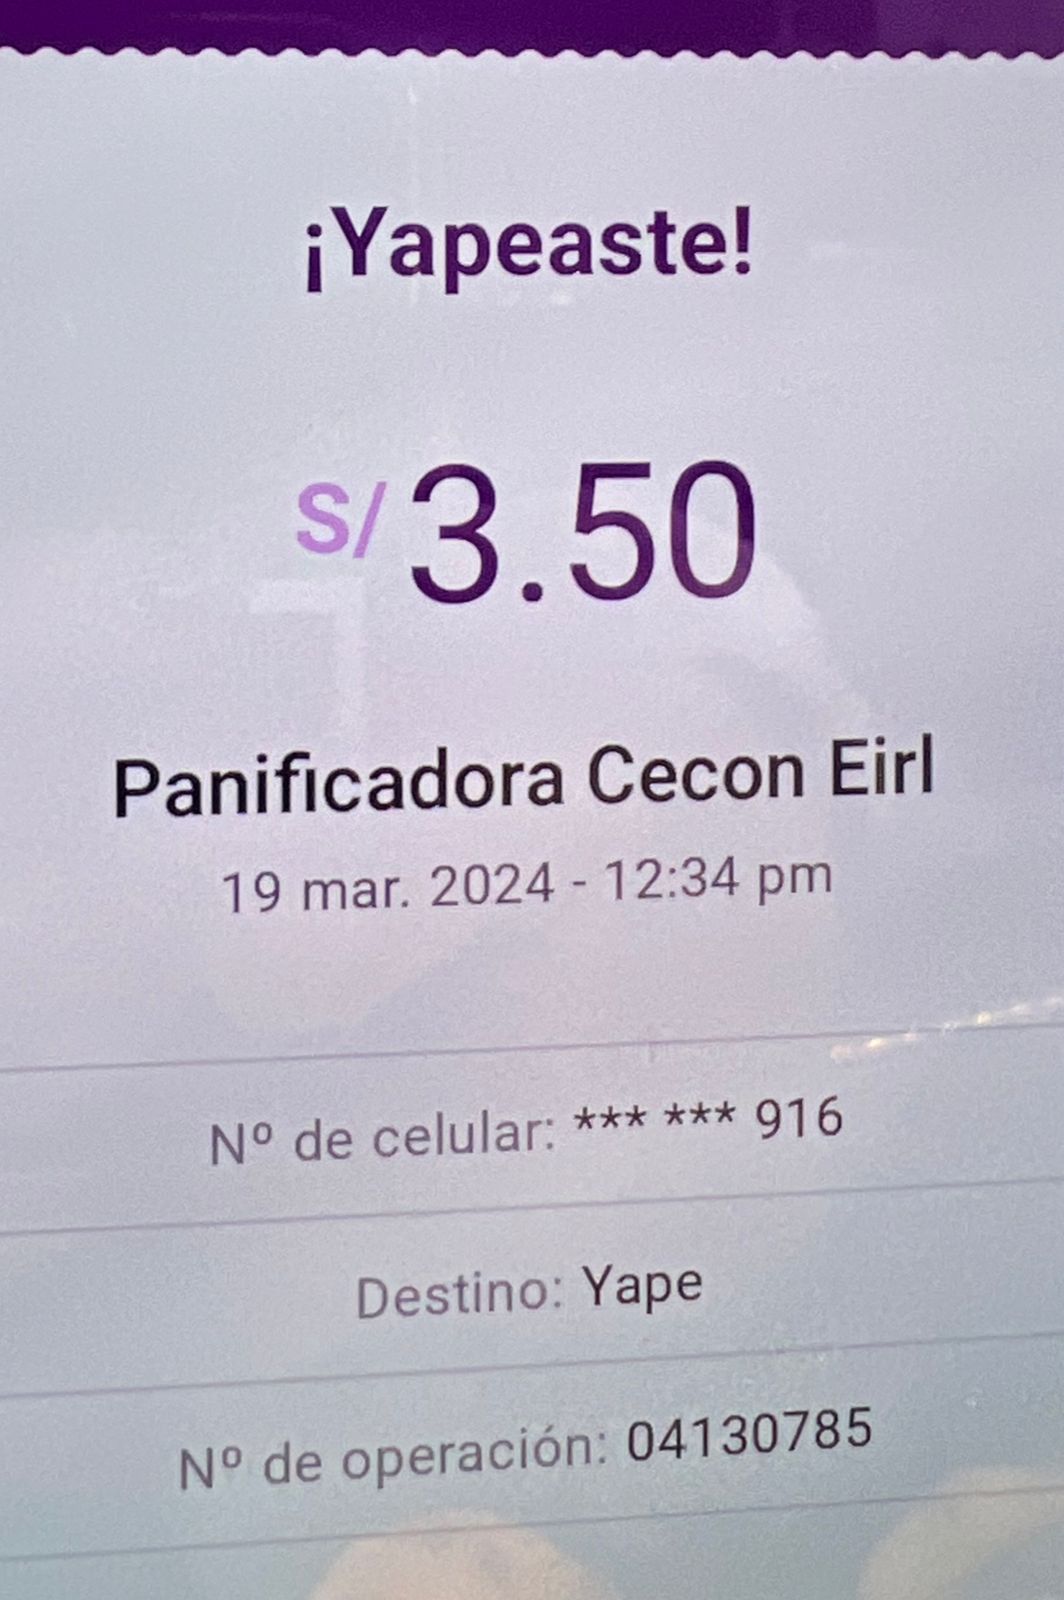 ¡Yapeaste!
S/ 3.50
Panificadora Cecon Eirl
19 mar. 2024 - 12:34 pm
Nº de celular: *** *** 916
Destino: Yape
Nº de operación: 04130785